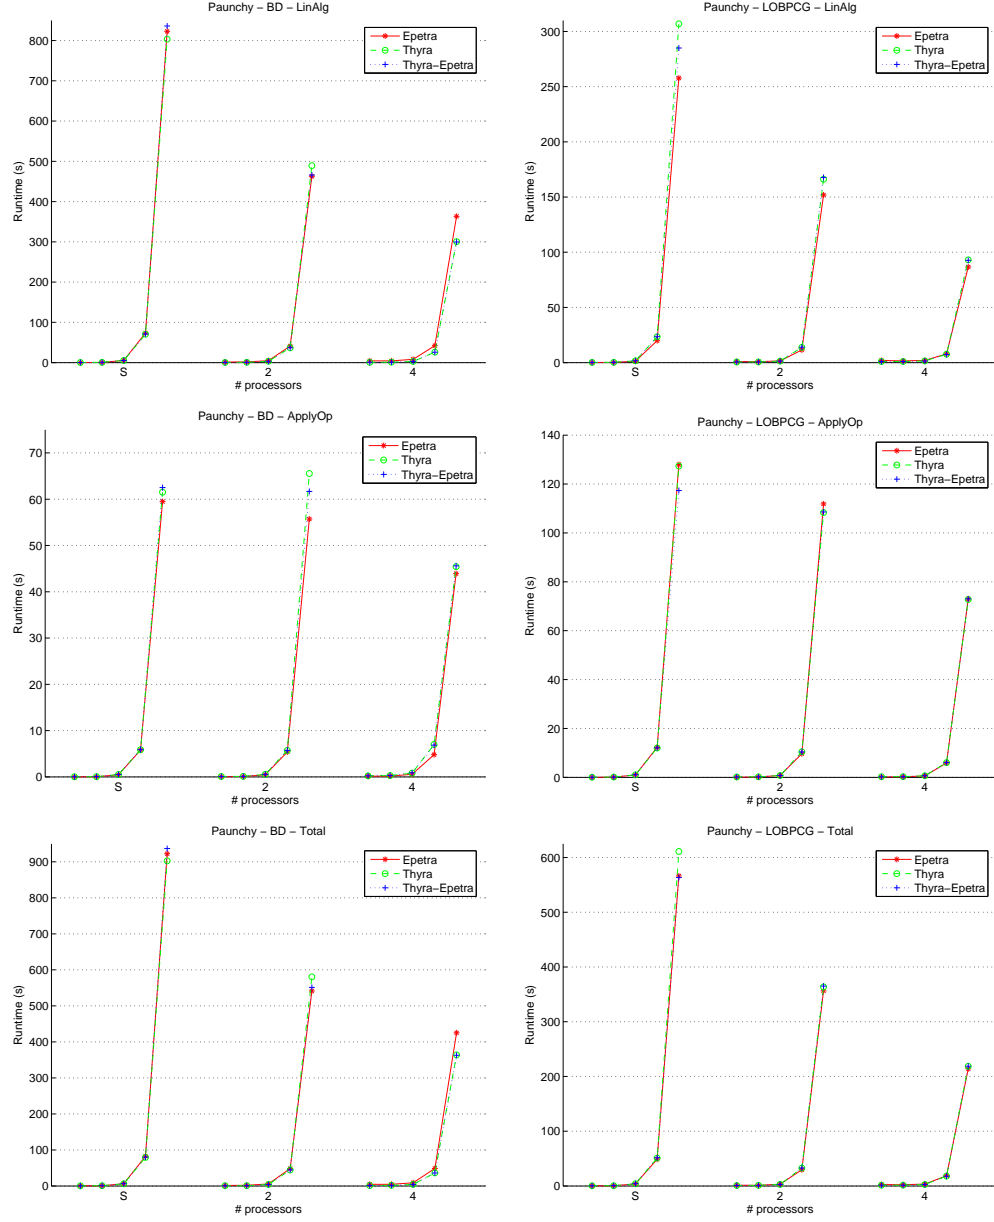 Paunchy − BD − LinAlg
Epetra
Thyra
Thyra−Epetra
Runtime (s)
800
700
600
500
400
300
200
100
0
S
2
4
# processors
Paunchy − LOBPCG − LinAlg
Epetra
Thyra
Thyra−Epetra
Runtime (s)
300
250
200
150
100
50
0
S
2
4
# processors
Paunchy − BD − ApplyOp
Epetra
Thyra
Thyra−Epetra
Runtime (s)
70
60
50
40
30
20
10
0
S
2
4
# processors
Paunchy − LOBPCG − ApplyOp
Epetra
Thyra
Thyra−Epetra
Runtime (s)
140
120
100
80
60
40
20
0
S
2
4
# processors
Paunchy − BD − Total
Epetra
Thyra
Thyra−Epetra
Runtime (s)
900
800
700
600
500
400
300
200
100
0
S
2
4
# processors
Paunchy − LOBPCG − Total
Epetra
Thyra
Thyra−Epetra
Runtime (s)
600
500
400
300
200
100
0
S
2
4
# processors